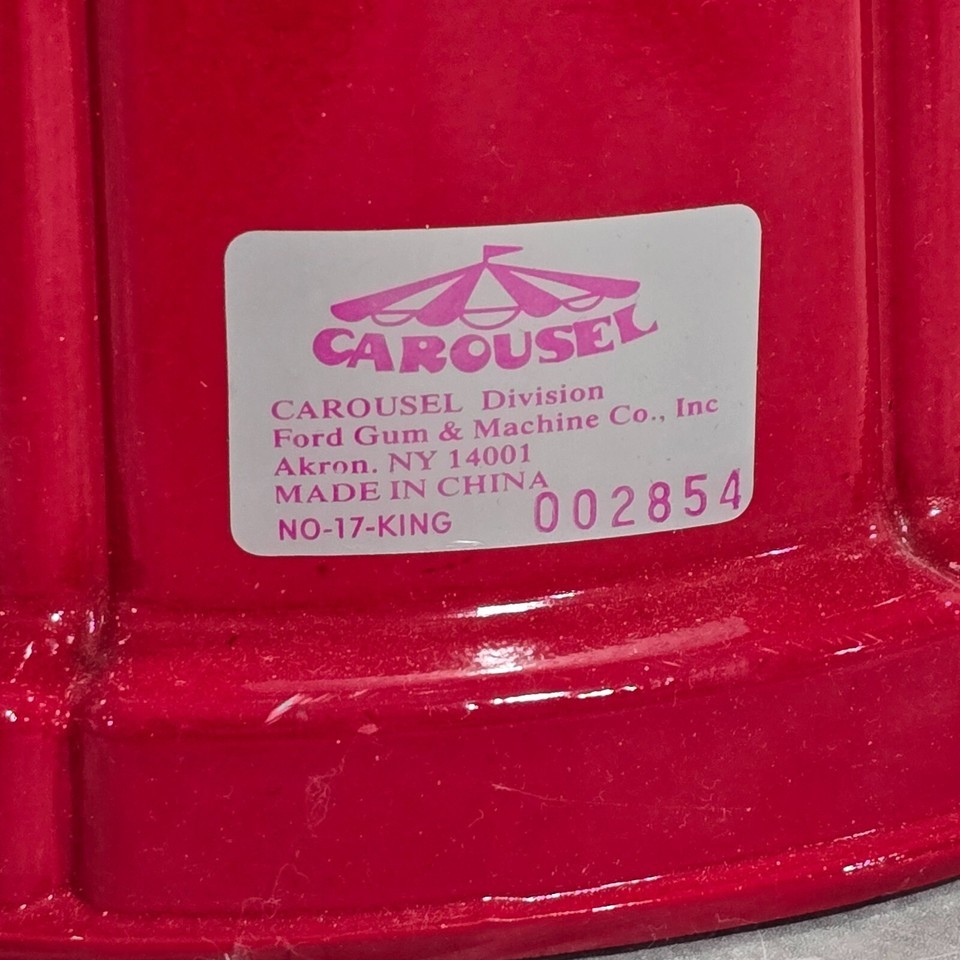 CAROUSEL
CAROUSEL Division
Ford Gum & Machine Co., Inc
Akron. NY 14001
MADE IN CHINA
NO-17-KING 002854